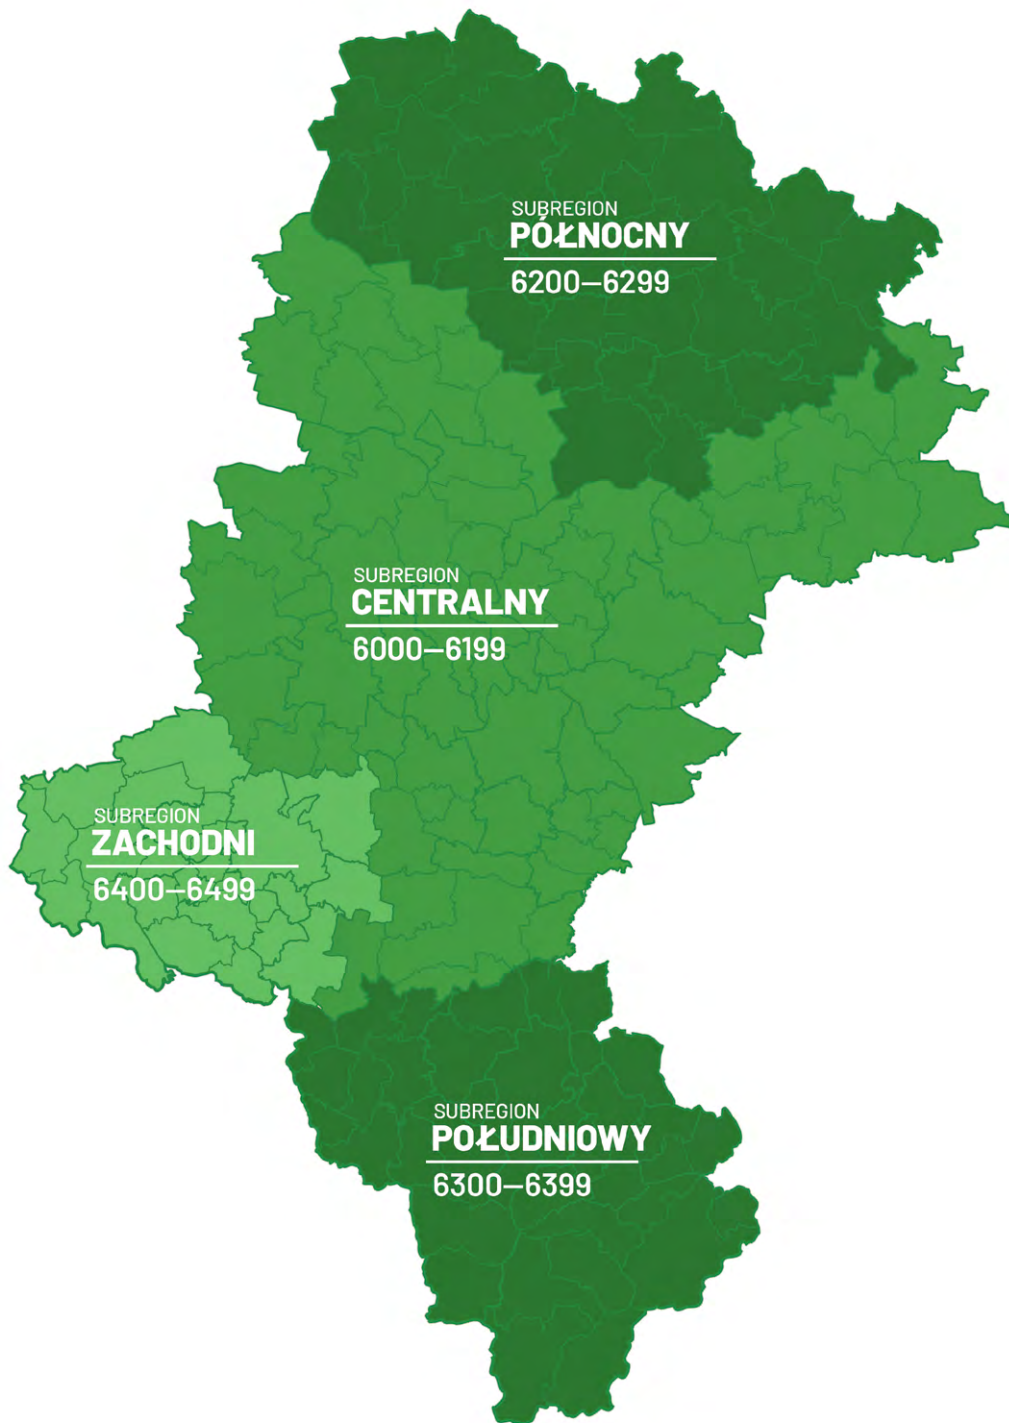 SUBREGION
PÓŁNOCNY
6200—6299
SUBREGION
CENTRALNY
6000—6199
SUBREGION
ZACHODNI
6400—6499
SUBREGION
POŁUDNIOWY
6300—6399